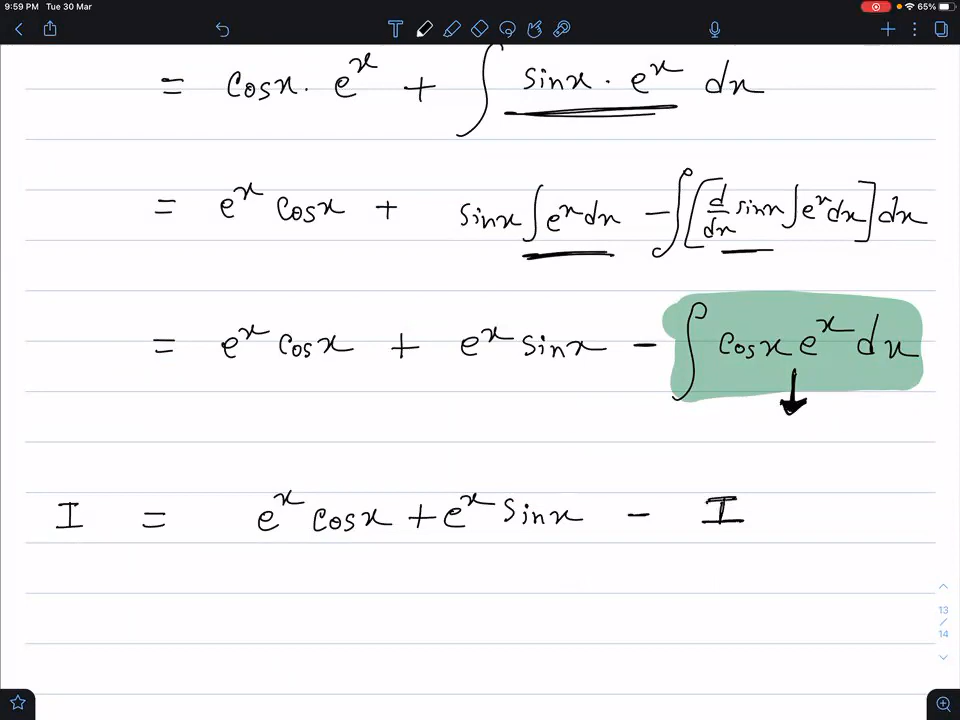 9:59 PM Tue 30 Mar 65%
= cosx · e^x + ∫ sinx · e^x dx
= e^x cosx + sinx ∫ e^x dx − ∫ [ d/dx sinx ∫ e^x dx ] dx
= e^x cosx + e^x sinx − ∫ cosx e^x dx
I = e^x cosx + e^x sinx − I
13
/
14